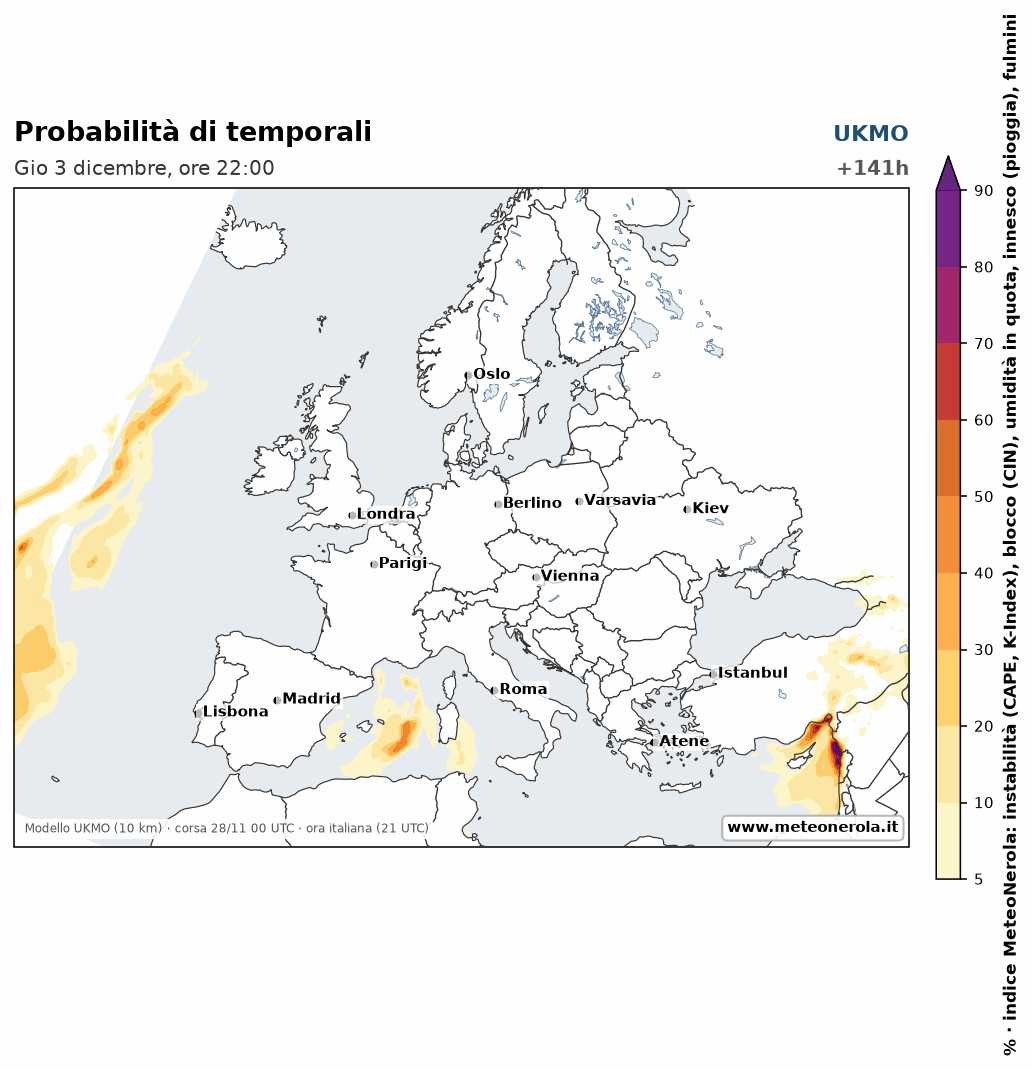 Probabilità di temporali
UKMO
Gio 3 dicembre, ore 22:00
+141h
Oslo
Londra
Berlino
Varsavia
Kiev
Parigi
Vienna
Istanbul
Roma
Madrid
Lisbona
Atene
Modello UKMO (10 km) · corsa 28/11 00 UTC · ora italiana (21 UTC)
www.meteonerola.it
90
80
70
60
50
40
30
20
10
5
% · indice MeteoNerola: instabilità (CAPE, K-Index), blocco (CIN), umidità in quota, innesco (pioggia), fulmini